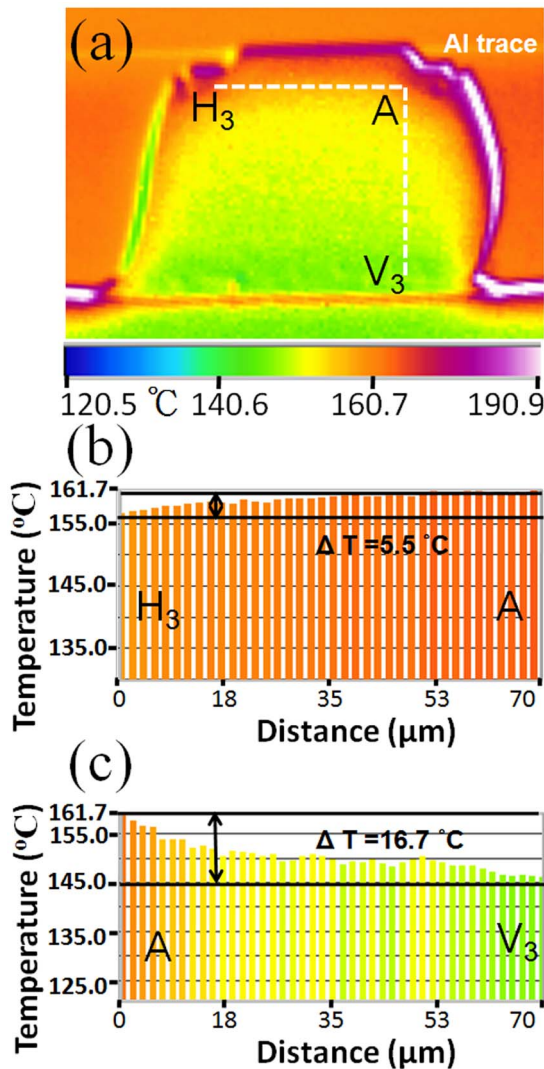 (a)
Al trace
H₃
A
V₃
120.5 ℃ 140.6 160.7 190.9
(b)
Temperature (ºC)
161.7
155.0
145.0
135.0
Δ T =5.5 ℃
H₃
A
0 18 35 53 70
Distance (μm)
(c)
Temperature (ºC)
161.7
155.0
145.0
135.0
125.0
Δ T =16.7 ℃
A
V₃
0 18 35 53 70
Distance (μm)